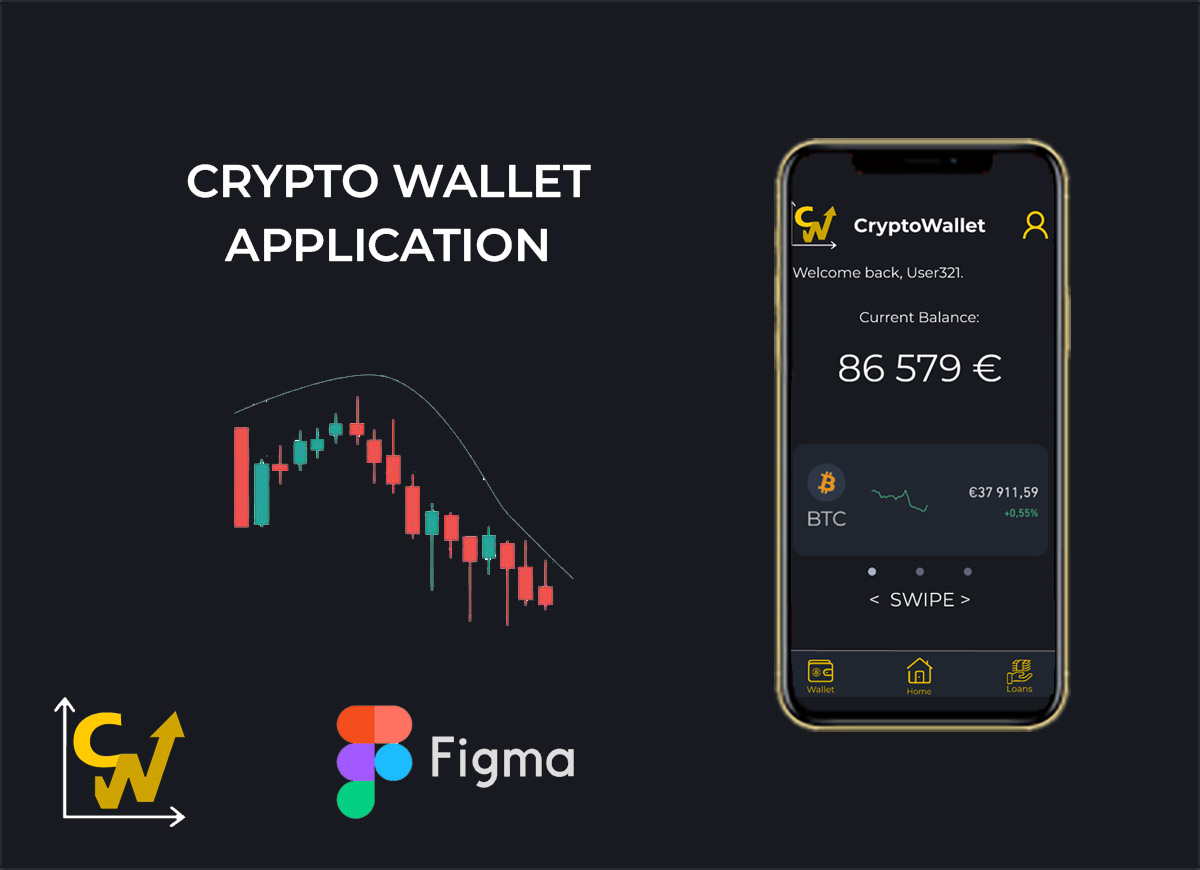 CRYPTO WALLET
APPLICATION
CW
CryptoWallet
Welcome back, User321.
Current Balance:
86 579 €
BTC
€37 911,59
+0,55%
< SWIPE >
Wallet
Home
Loans
CW
Figma